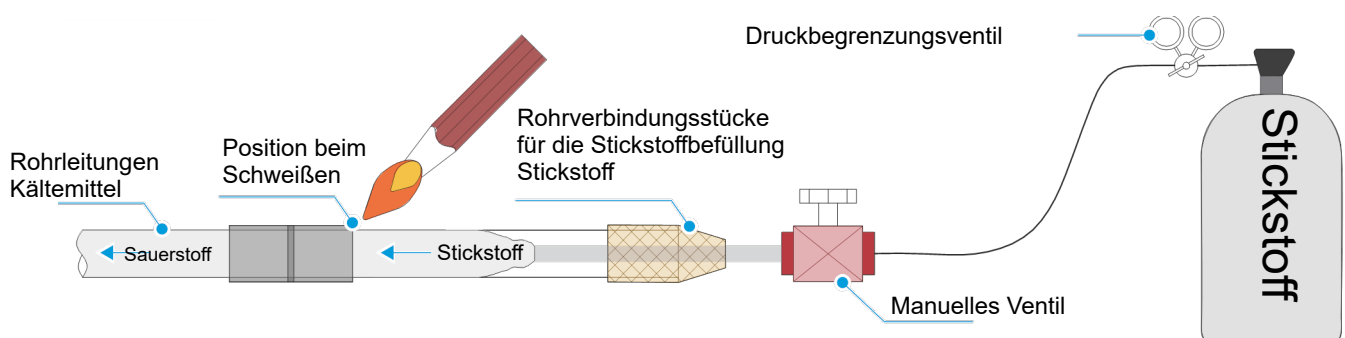 Druckbegrenzungsventil
Rohrverbindungsstücke
für die Stickstoffbefüllung
Stickstoff
Position beim
Schweißen
Rohrleitungen
Kältemittel
Sauerstoff
Stickstoff
Manuelles Ventil
Stickstoff